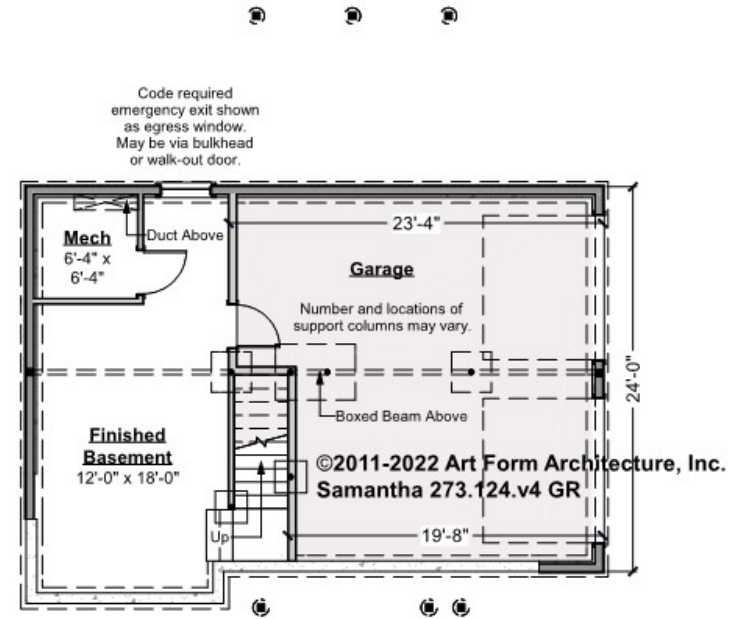 Code required
emergency exit shown
as egress window.
May be via bulkhead
or walk-out door.
23'-4"
Mech
6'-4" x
6'-4"
Duct Above
Garage
Number and locations of
support columns may vary.
24'-0"
Boxed Beam Above
Finished
Basement
12'-0" x 18'-0"
©2011-2022 Art Form Architecture, Inc.
Samantha 273.124.v4 GR
Up
19'-8"